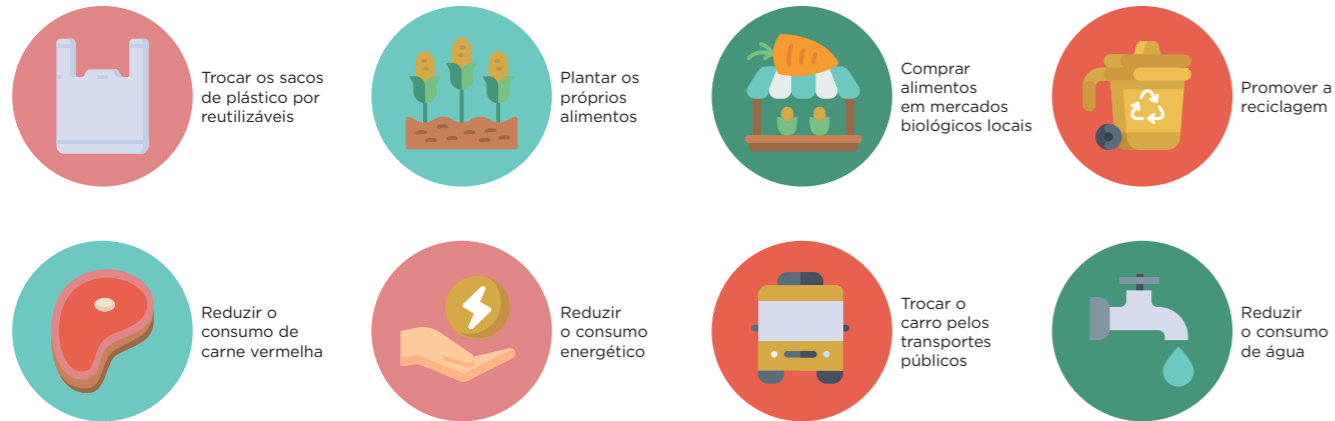 Trocar os sacos
de plástico por
reutilizáveis
Plantar os
próprios
alimentos
Comprar
alimentos
em mercados
biológicos locais
Promover a
reciclagem
Reduzir o
consumo de
carne vermelha
Reduzir
o consumo
energético
Trocar o
carro pelos
transportes
públicos
Reduzir
o consumo
de água